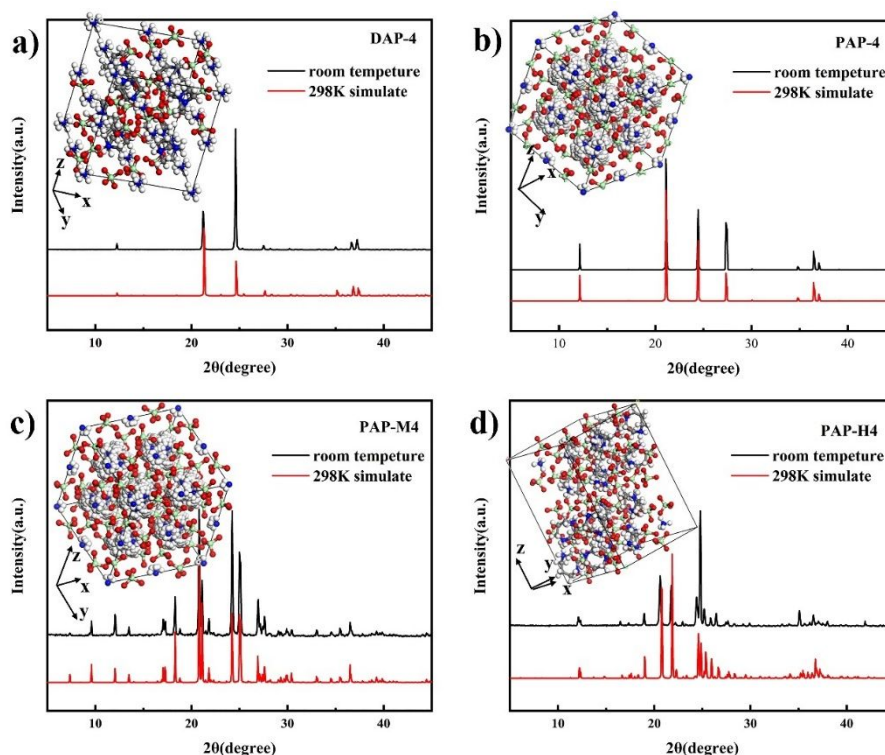 a)
DAP-4
room tempeture
298K simulate
Intensity(a.u.)
z
x
y
10
20
30
40
2θ(degree)
b)
PAP-4
room tempeture
298K simulate
Intensity(a.u.)
z
x
y
10
20
30
40
2θ(degree)
c)
PAP-M4
room tempeture
298K simulate
Intensity(a.u.)
z
x
y
10
20
30
40
2θ(degree)
d)
PAP-H4
room tempeture
298K simulate
Intensity(a.u.)
z
y
x
10
20
30
40
2θ(degree)